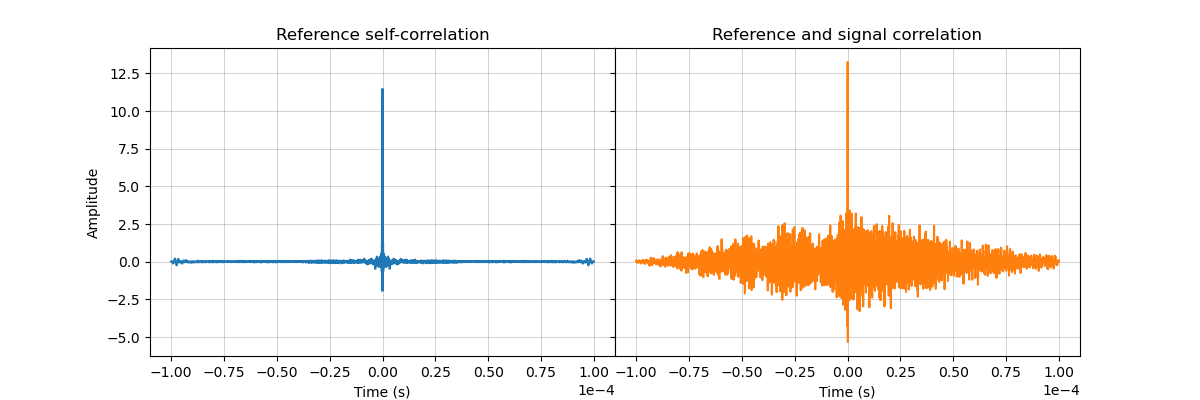 Reference self-correlation
Reference and signal correlation
Amplitude
12.5
10.0
7.5
5.0
2.5
0.0
−2.5
−5.0
−1.00 −0.75 −0.50 −0.25 0.00 0.25 0.50 0.75 1.00
−1.00 −0.75 −0.50 −0.25 0.00 0.25 0.50 0.75 1.00
1e−4
1e−4
Time (s)
Time (s)